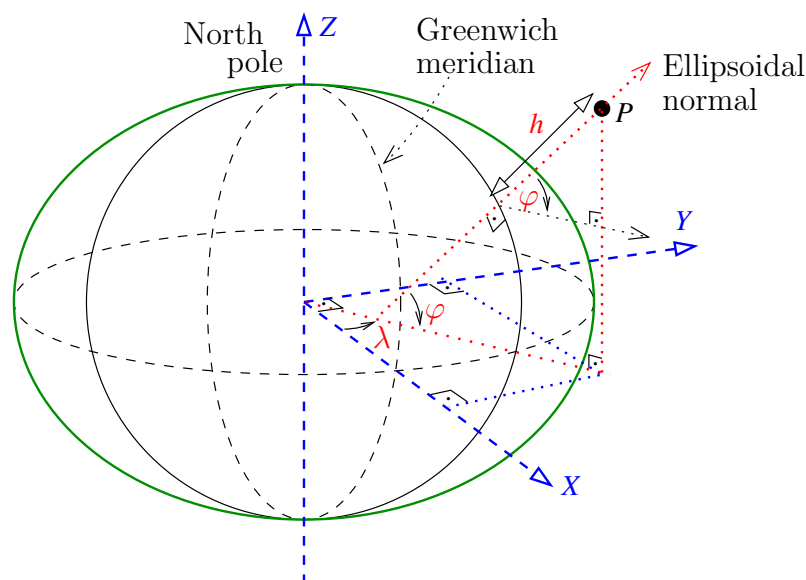 Z
North
pole
Greenwich
meridian
Ellipsoidal
normal
h
P
φ
Y
φ
λ
X